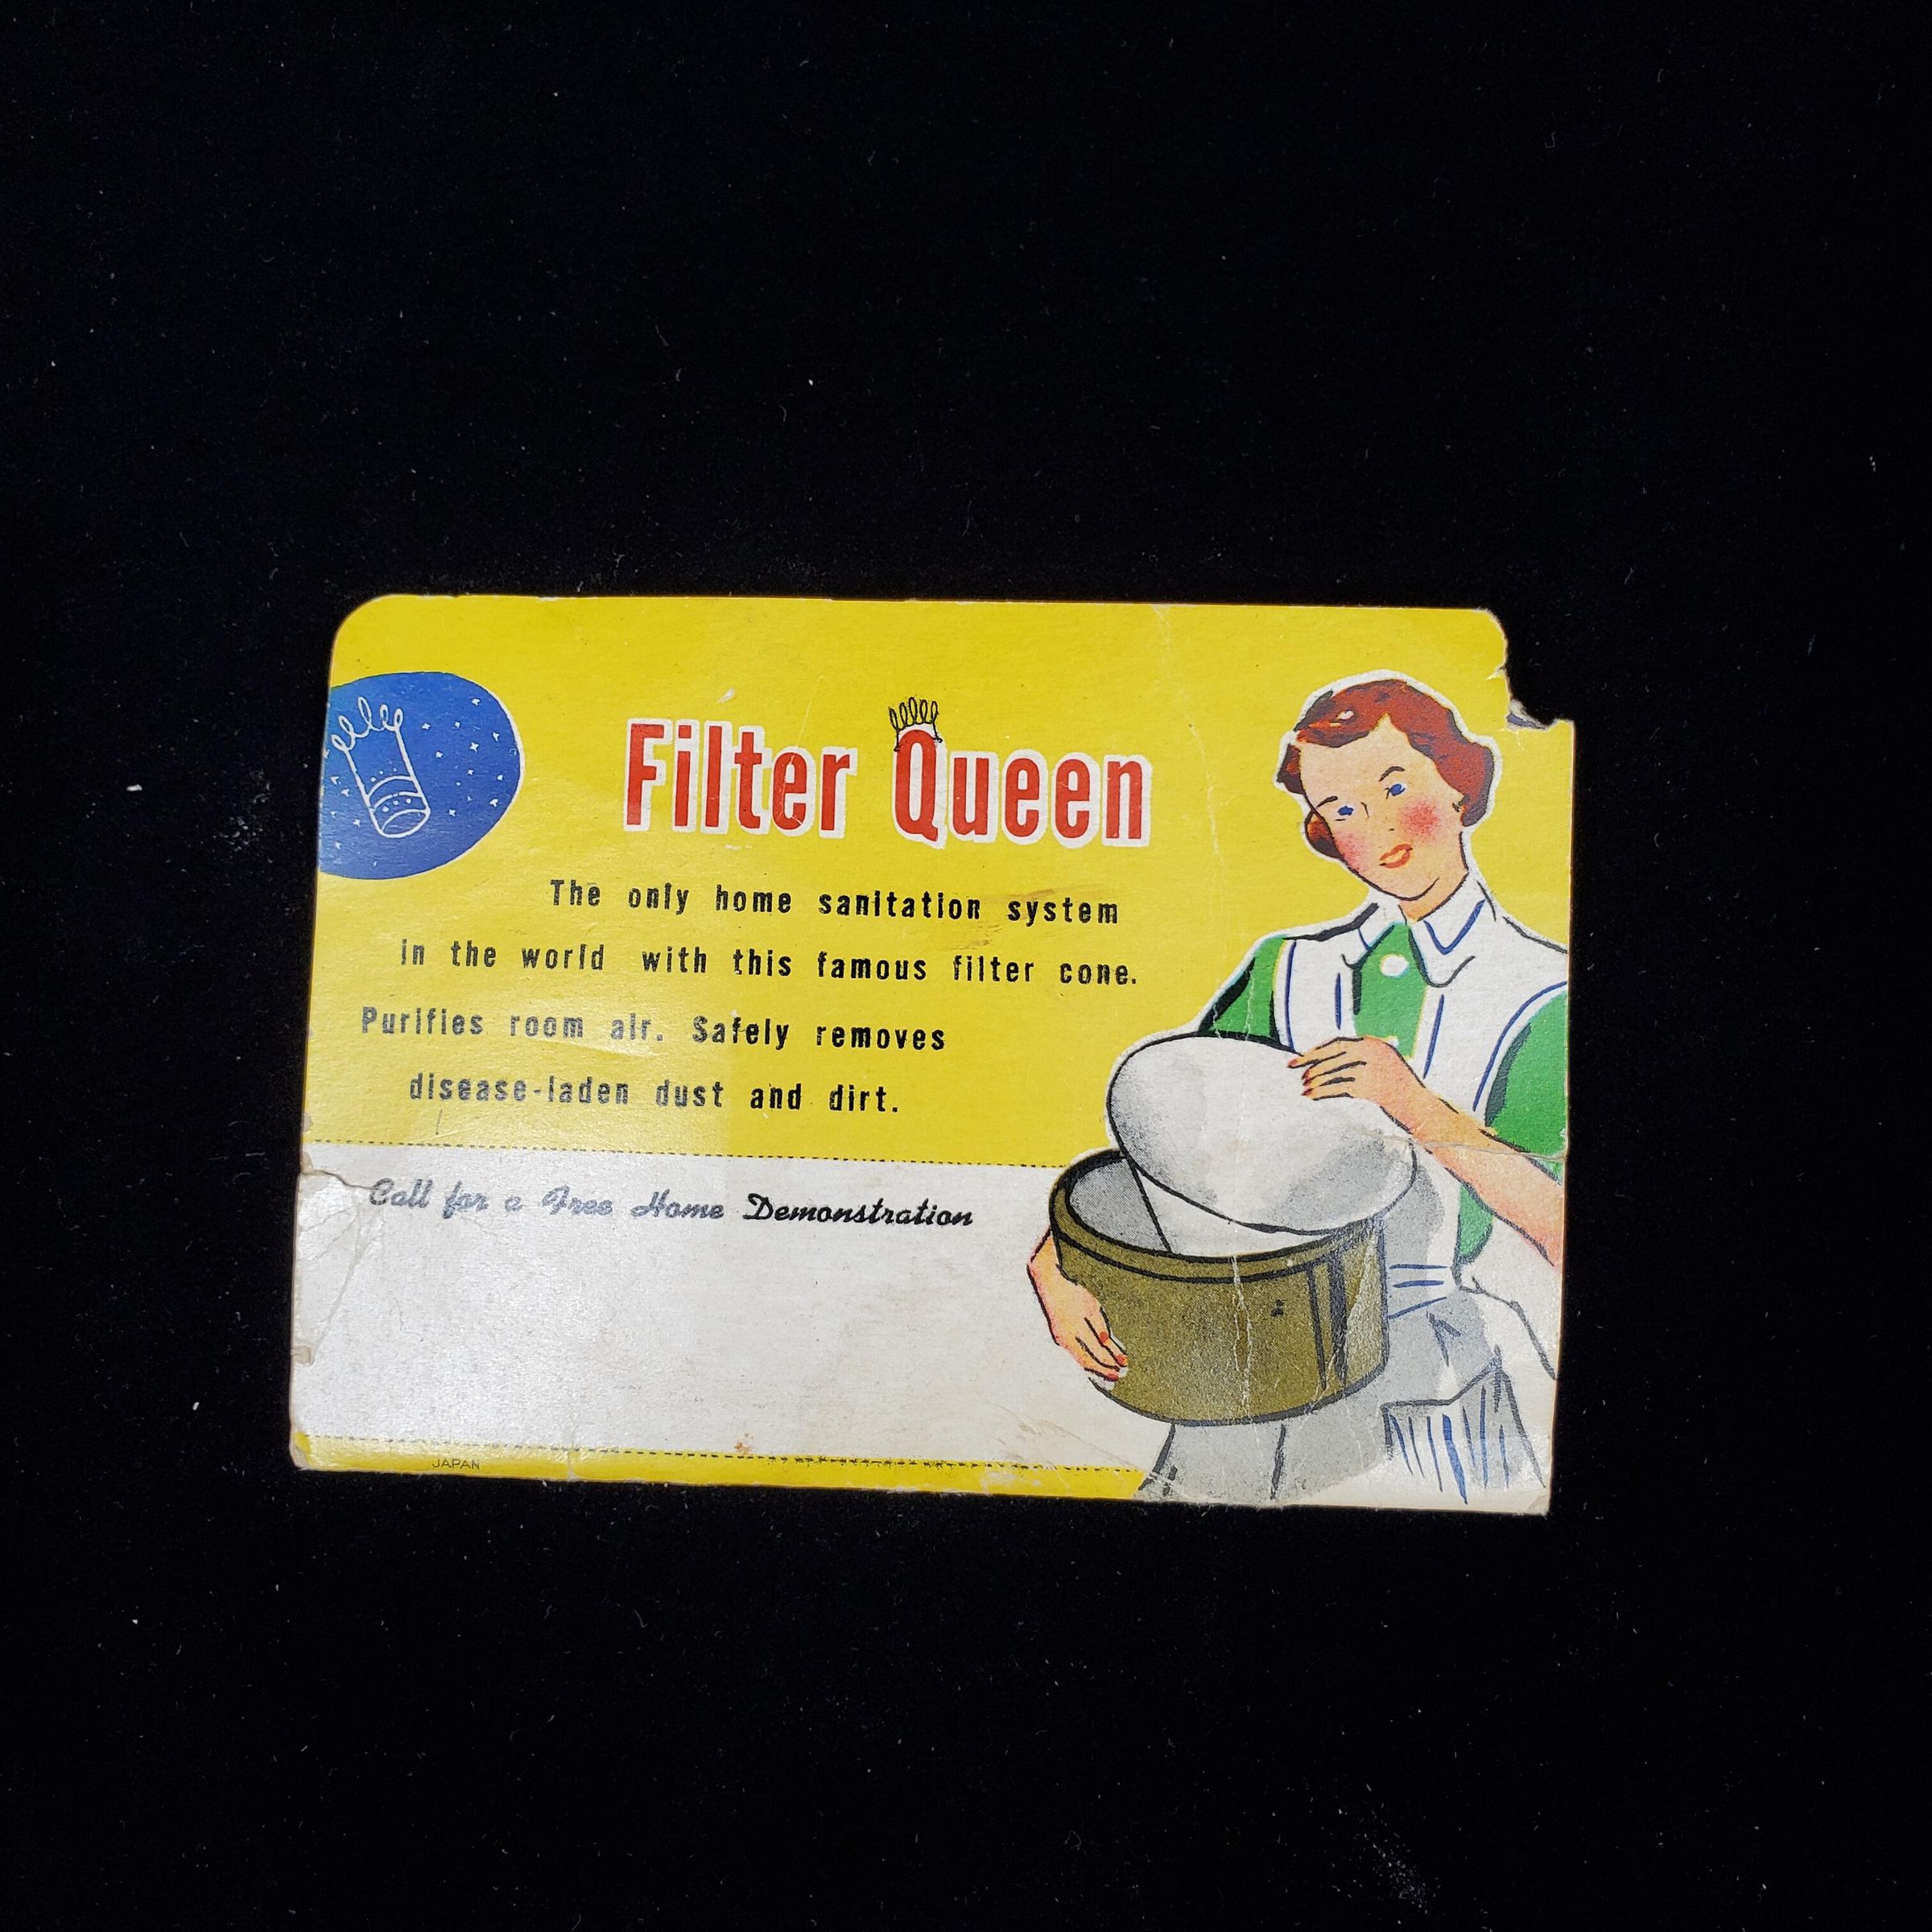 Filter Queen
The only home sanitation system
in the world with this famous filter cone.
Purifies room air. Safely removes
disease-laden dust and dirt.
Call for a Free Home Demonstration
JAPAN